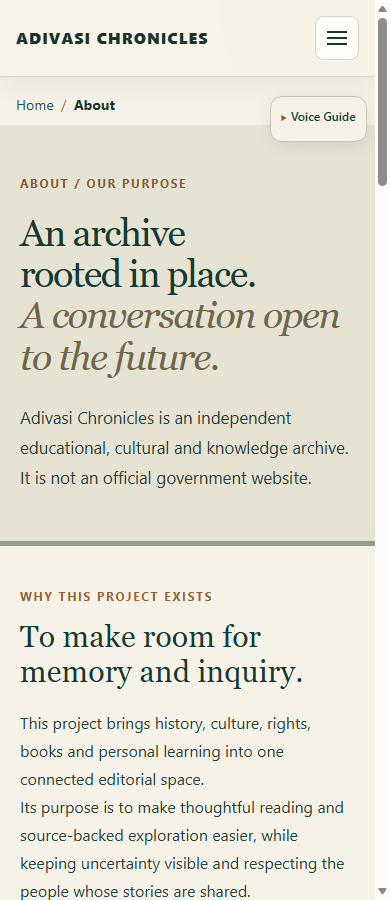 ADIVASI CHRONICLES
Home / About
▸ Voice Guide
ABOUT / OUR PURPOSE
An archive
rooted in place.
A conversation open
to the future.
Adivasi Chronicles is an independent
educational, cultural and knowledge archive.
It is not an official government website.
WHY THIS PROJECT EXISTS
To make room for
memory and inquiry.
This project brings history, culture, rights,
books and personal learning into one
connected editorial space.
Its purpose is to make thoughtful reading and
source-backed exploration easier, while
keeping uncertainty visible and respecting the
people whose stories are shared.